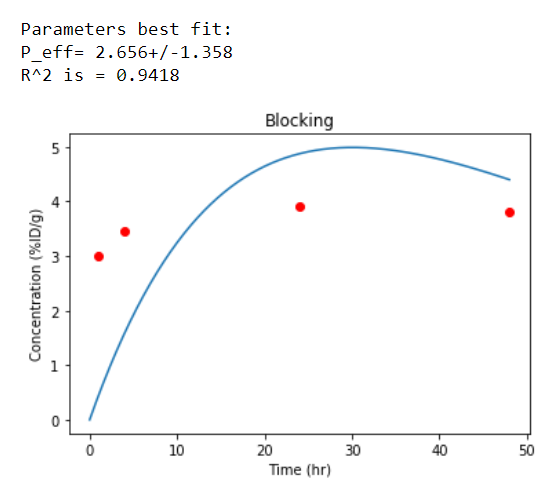 Parameters best fit:
P_eff= 2.656+/-1.358
R^2 is = 0.9418
Blocking
5
4
3
2
1
0
Concentration (%ID/g)
0 10 20 30 40 50
Time (hr)